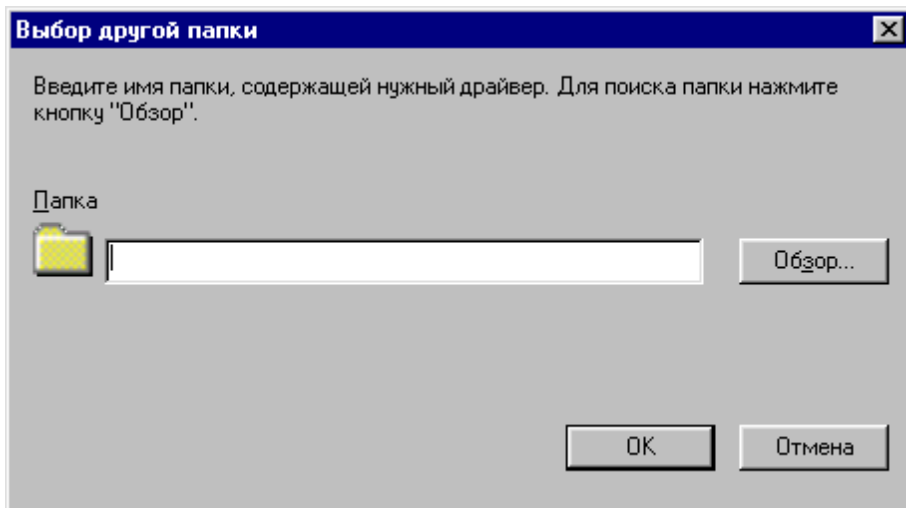 Выбор другой папки
Введите имя папки, содержащей нужный драйвер. Для поиска папки нажмите
кнопку "Обзор".
Папка
Обзор...
OK
Отмена